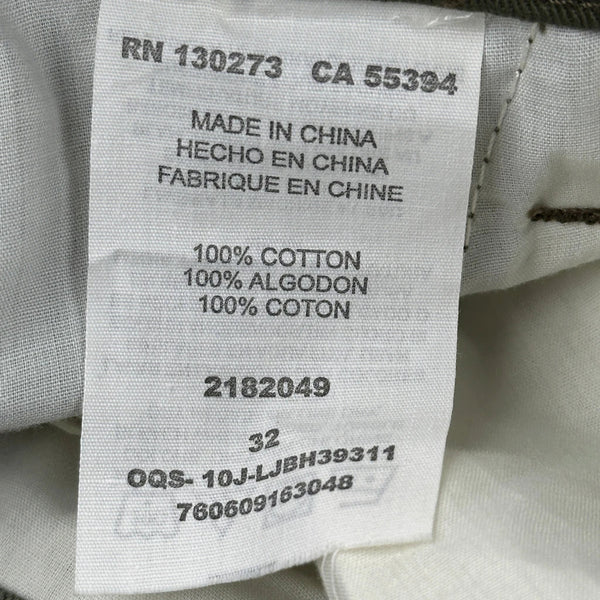 RN 130273 CA 55394
MADE IN CHINA
HECHO EN CHINA
FABRIQUE EN CHINE
100% COTTON
100% ALGODON
100% COTON
2182049
32
OQS- 10J-LJBH39311
760609163048